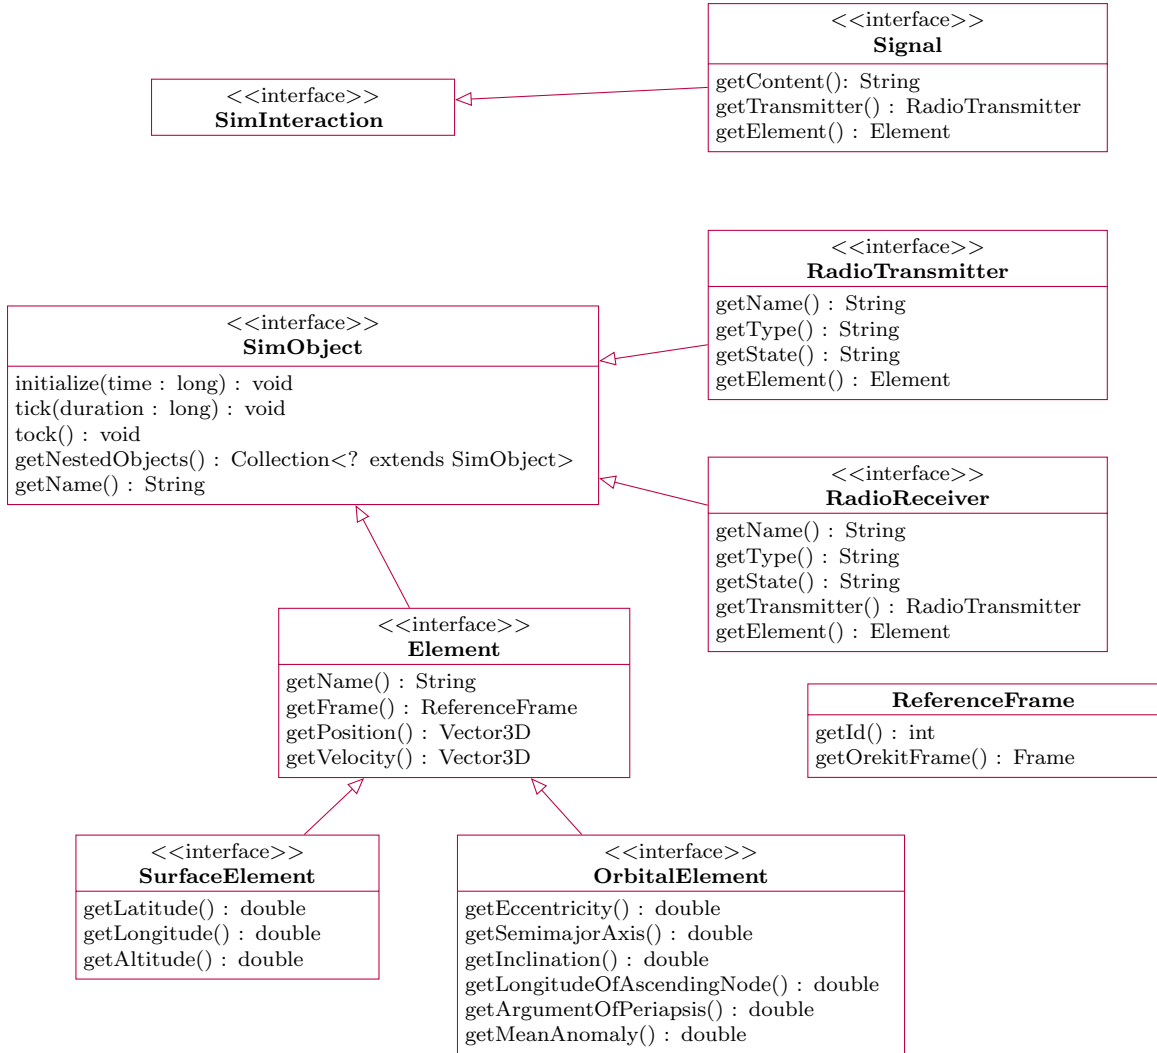 <<interface>>
Signal
getContent(): String
getTransmitter() : RadioTransmitter
getElement() : Element
<<interface>>
SimInteraction
<<interface>>
RadioTransmitter
getName() : String
getType() : String
getState() : String
getElement() : Element
<<interface>>
SimObject
initialize(time : long) : void
tick(duration : long) : void
tock() : void
getNestedObjects() : Collection<? extends SimObject>
getName() : String
<<interface>>
RadioReceiver
getName() : String
getType() : String
getState() : String
getTransmitter() : RadioTransmitter
getElement() : Element
<<interface>>
Element
getName() : String
getFrame() : ReferenceFrame
getPosition() : Vector3D
getVelocity() : Vector3D
ReferenceFrame
getId() : int
getOrekitFrame() : Frame
<<interface>>
SurfaceElement
getLatitude() : double
getLongitude() : double
getAltitude() : double
<<interface>>
OrbitalElement
getEccentricity() : double
getSemimajorAxis() : double
getInclination() : double
getLongitudeOfAscendingNode() : double
getArgumentOfPeriapsis() : double
getMeanAnomaly() : double